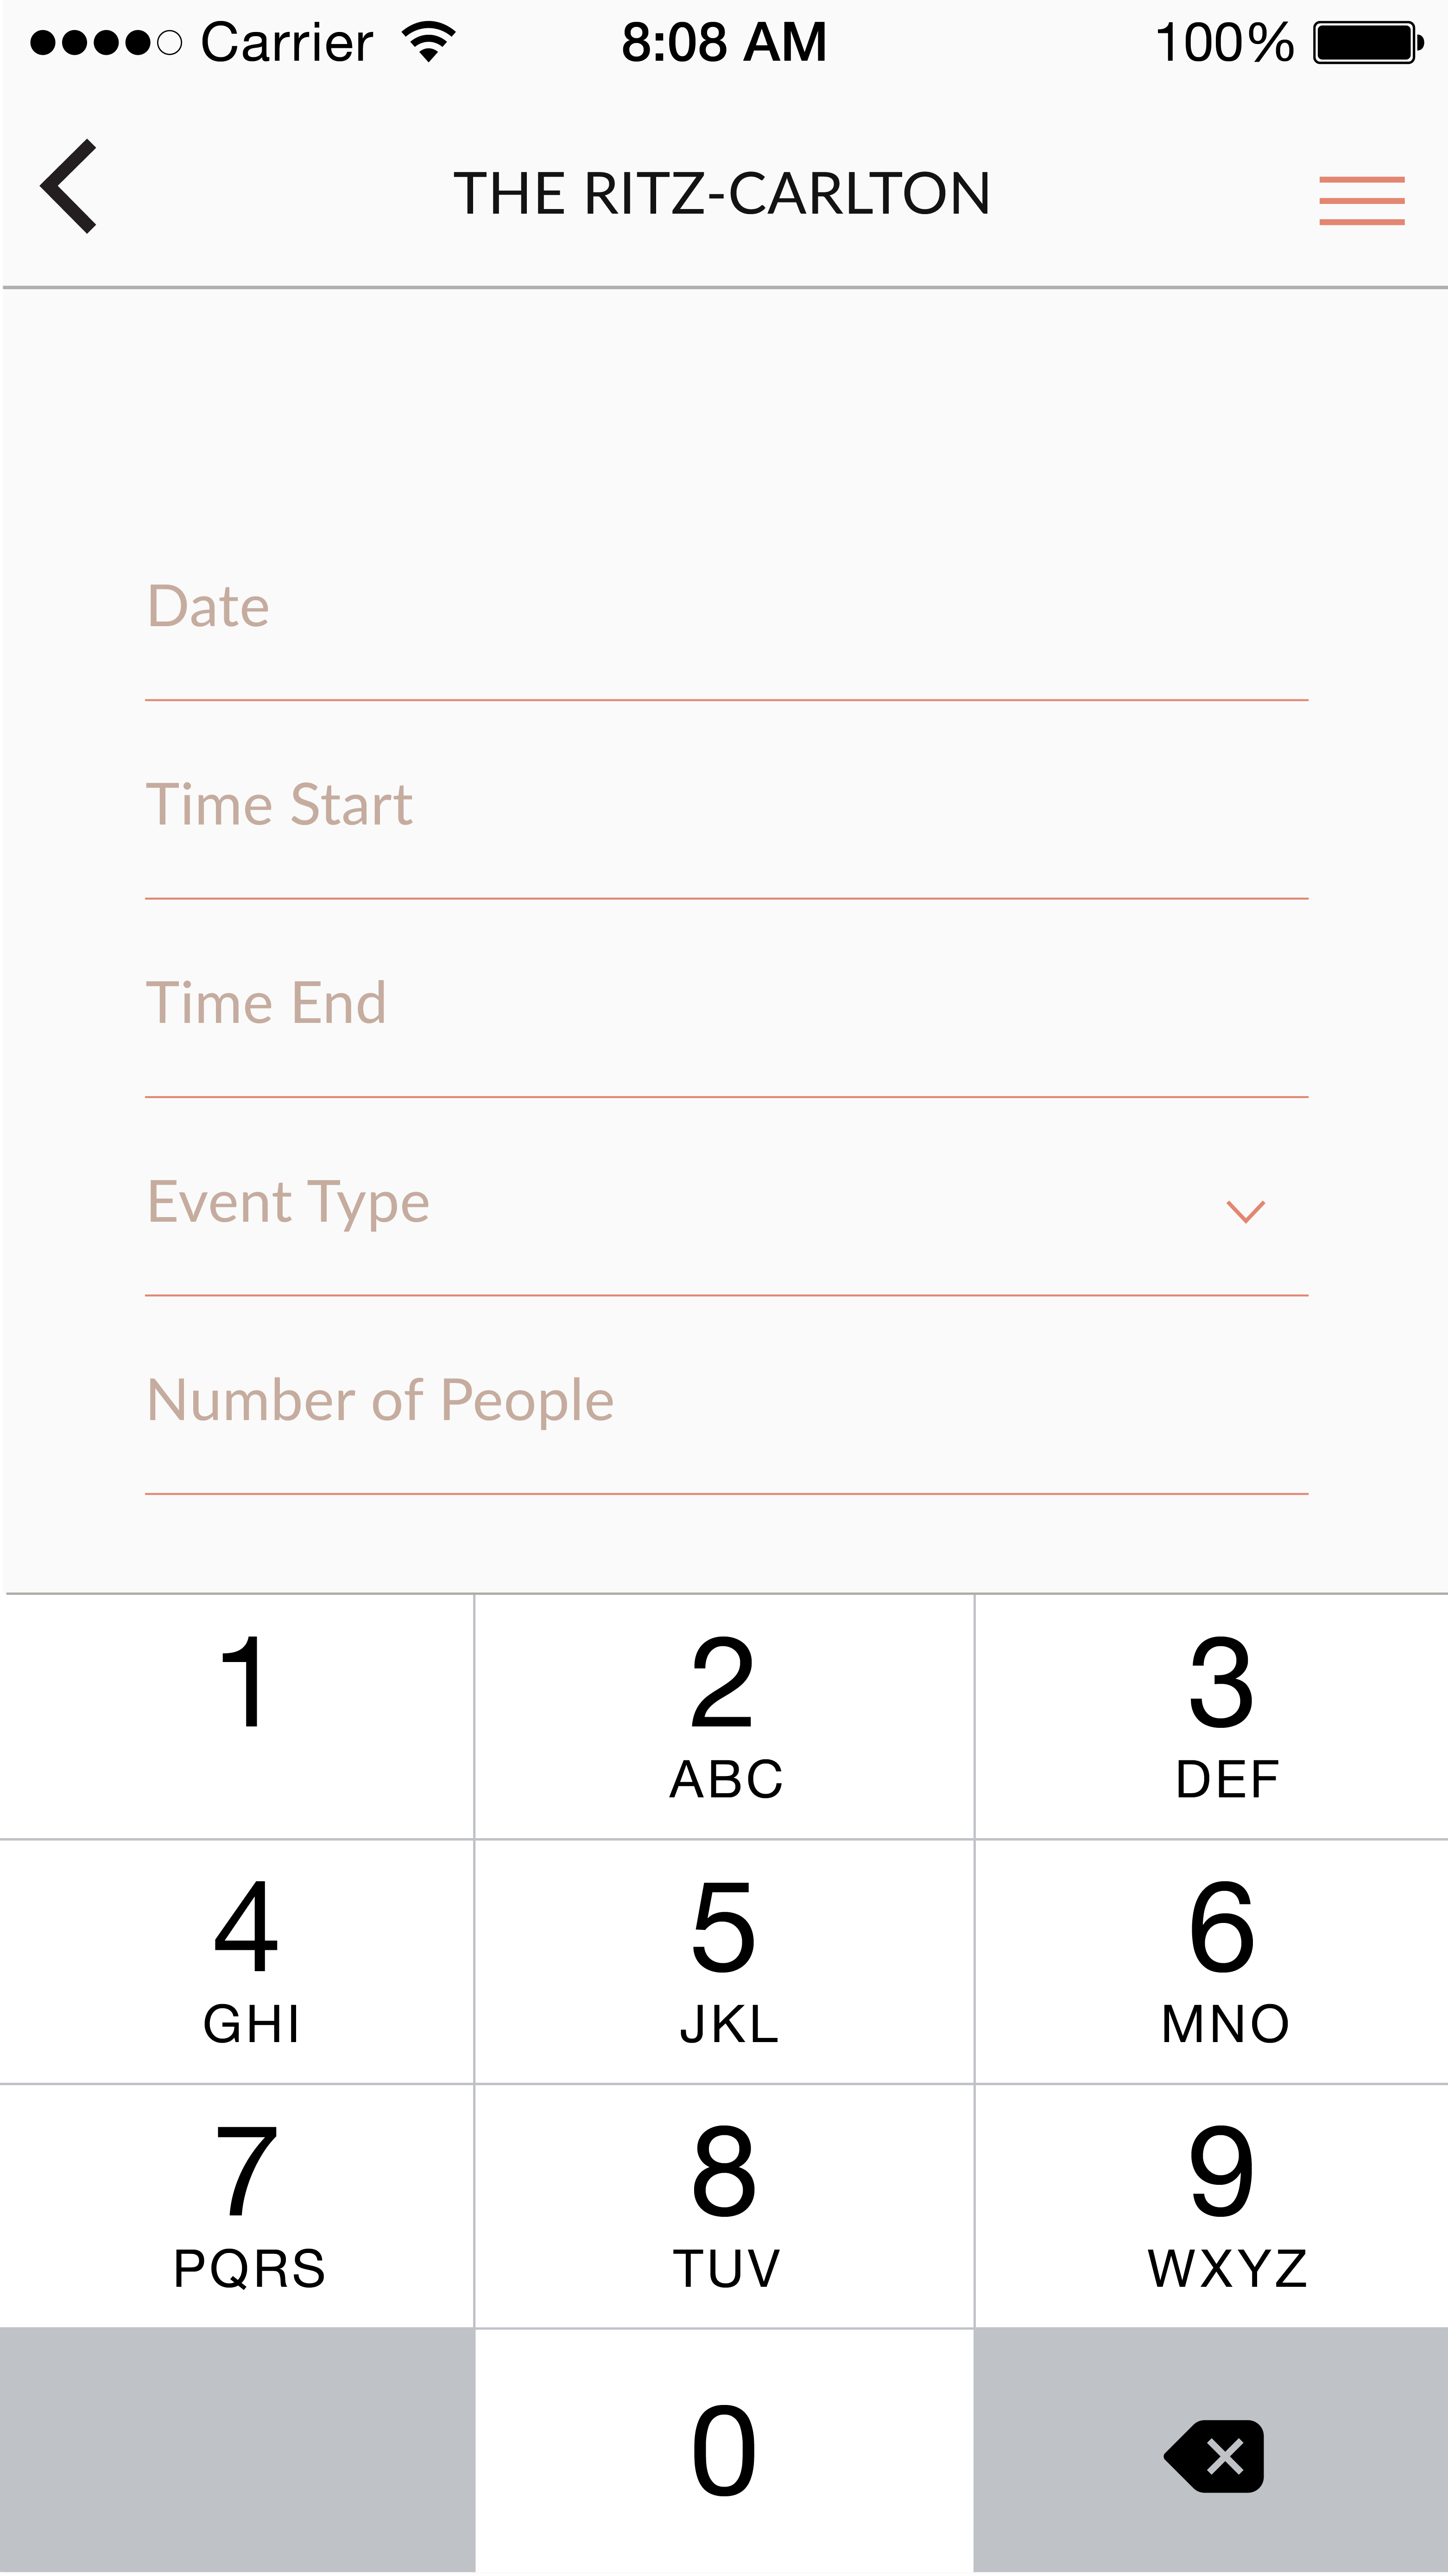 Carrier 8:08 AM 100%
THE RITZ-CARLTON
Date
Time Start
Time End
Event Type
Number of People
1 2 3
ABC DEF
4 5 6
GHI JKL MNO
7 8 9
PQRS TUV WXYZ
0